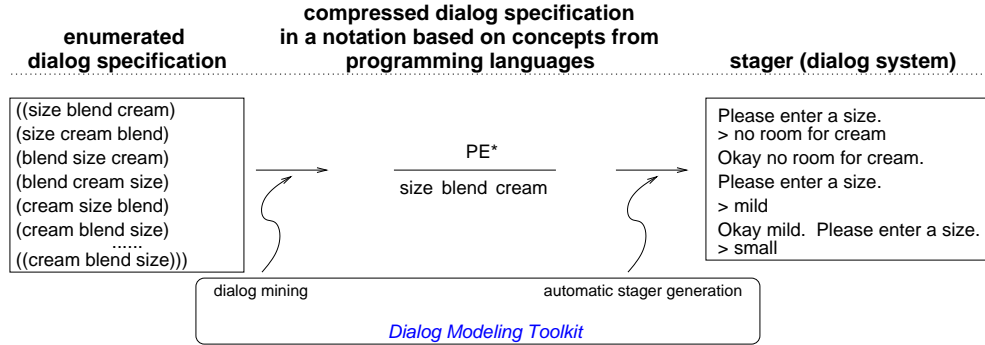 enumerated
dialog specification
compressed dialog specification
in a notation based on concepts from
programming languages
stager (dialog system)
((size blend cream)
(size cream blend)
(blend size cream)
(blend cream size)
(cream size blend)
(cream blend size)
......
((cream blend size)))
PE*
size blend cream
Please enter a size.
> no room for cream
Okay no room for cream.
Please enter a size.
> mild
Okay mild. Please enter a size.
> small
dialog mining
automatic stager generation
Dialog Modeling Toolkit